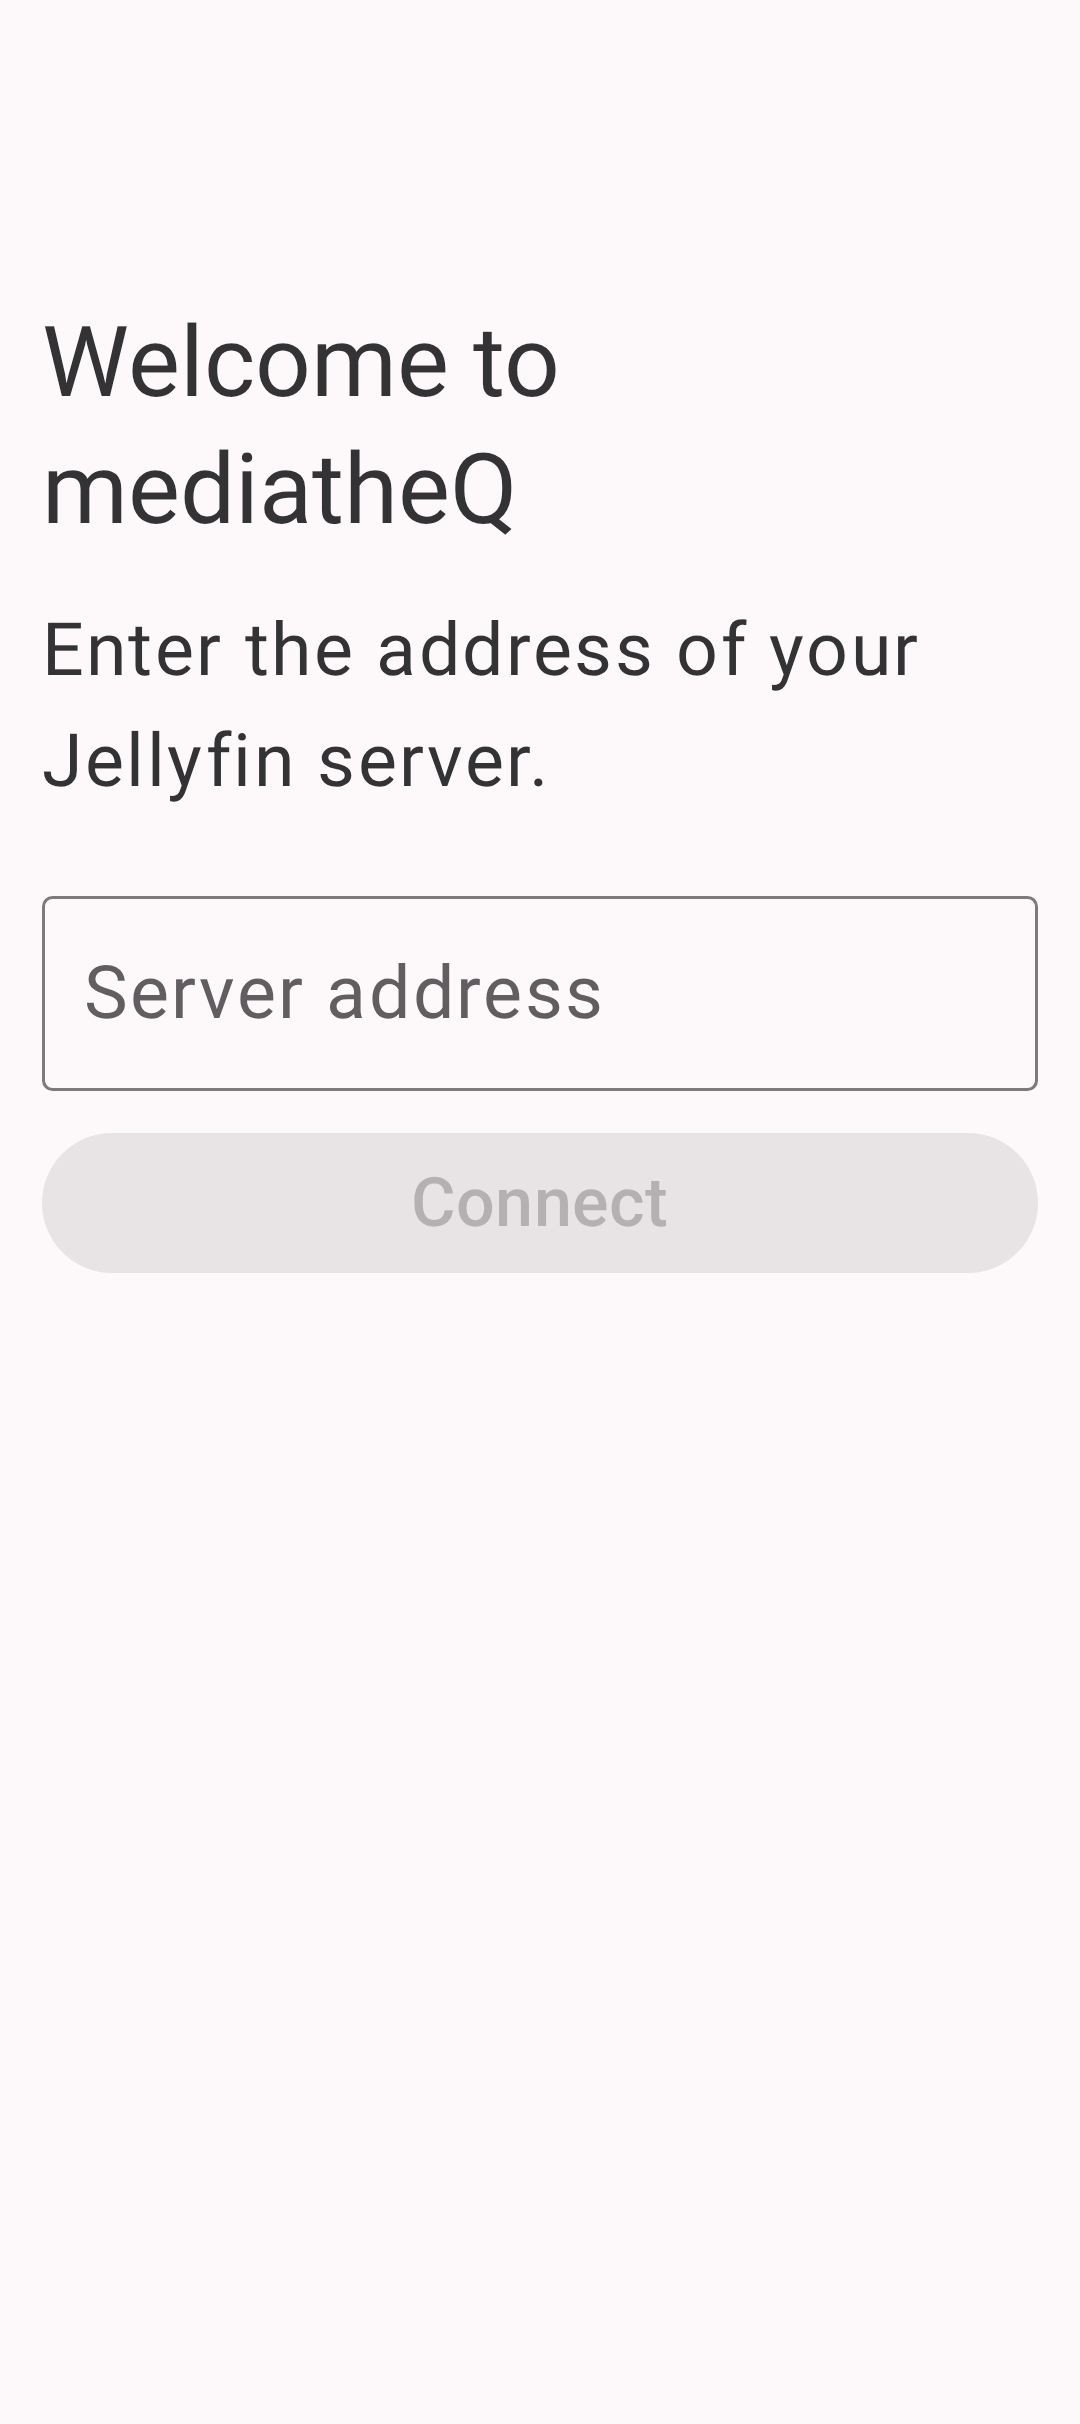 Welcome to
mediatheQ
Enter the address of your
Jellyfin server.
Server address
Connect